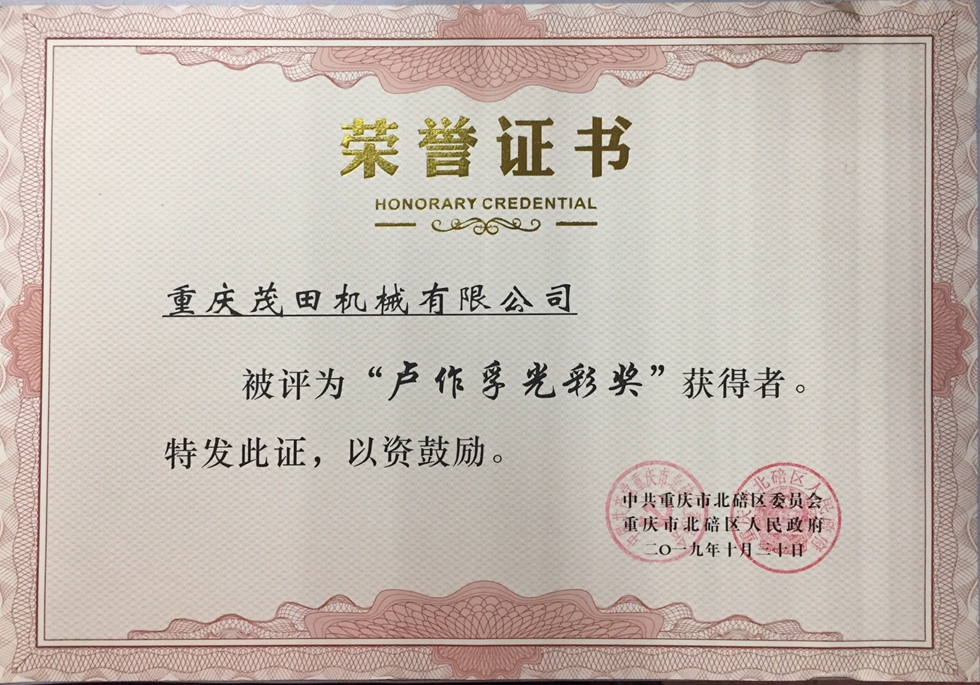 荣誉证书
HONORARY CREDENTIAL
重庆茂田机械有限公司
被评为“卢作孚光彩奖”获得者。
特发此证，以资鼓励。
中共重庆市北碚区委员会
重庆市北碚区人民政府
二〇一九年十月三十日